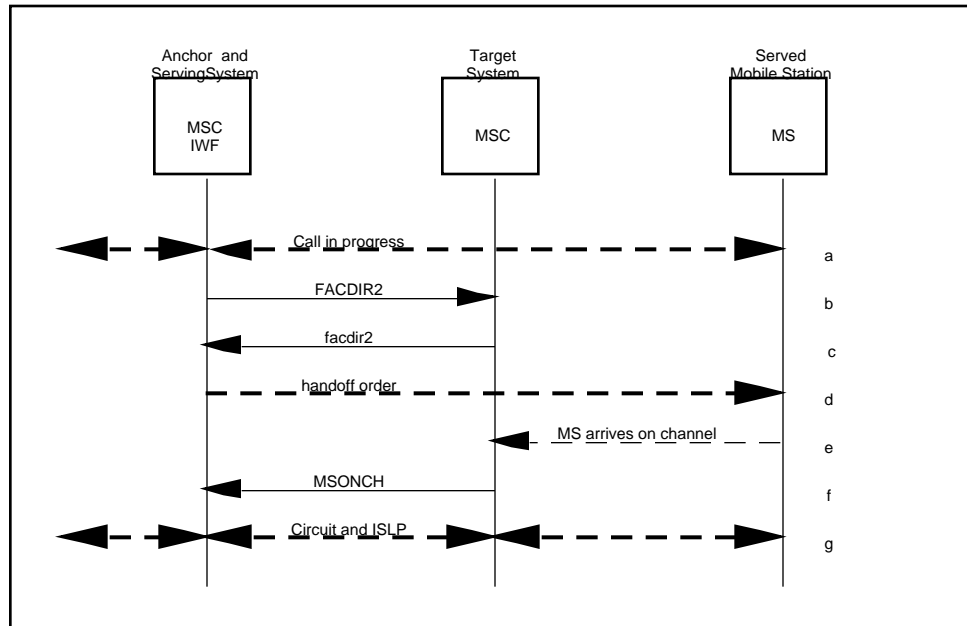 Anchor and
ServingSystem
Target
System
Served
Mobile Station
MSC
IWF
MSC
MS
Call in progress
a
FACDIR2
b
facdir2
c
handoff order
d
MS arrives on channel
e
MSONCH
f
Circuit and ISLP
g